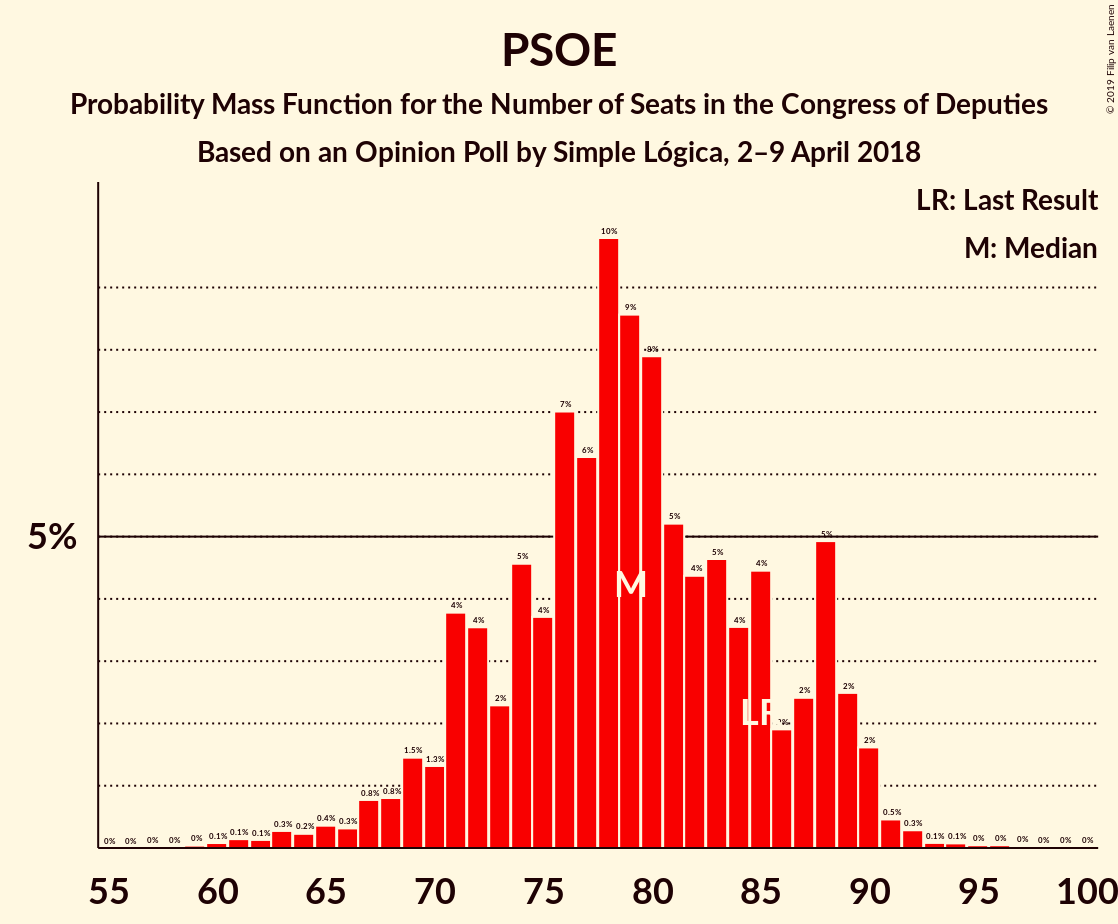 PSOE
Probability Mass Function for the Number of Seats in the Congress of Deputies
Based on an Opinion Poll by Simple Lógica, 2–9 April 2018
© 2019 Filip van Laenen
LR: Last Result
M: Median
5%
0% 0% 0% 0% 0% 0.1% 0.1% 0.1% 0.3% 0.2% 0.4% 0.3% 0.8% 0.8% 1.5% 1.3% 4% 4% 2% 5% 4% 7% 6% 10% 9% 8% 5% 4% 5% 4% 4% 2% 2% 5% 2% 2% 0.5% 0.3% 0.1% 0.1% 0% 0% 0% 0% 0% 0%
M
LR
55 60 65 70 75 80 85 90 95 100